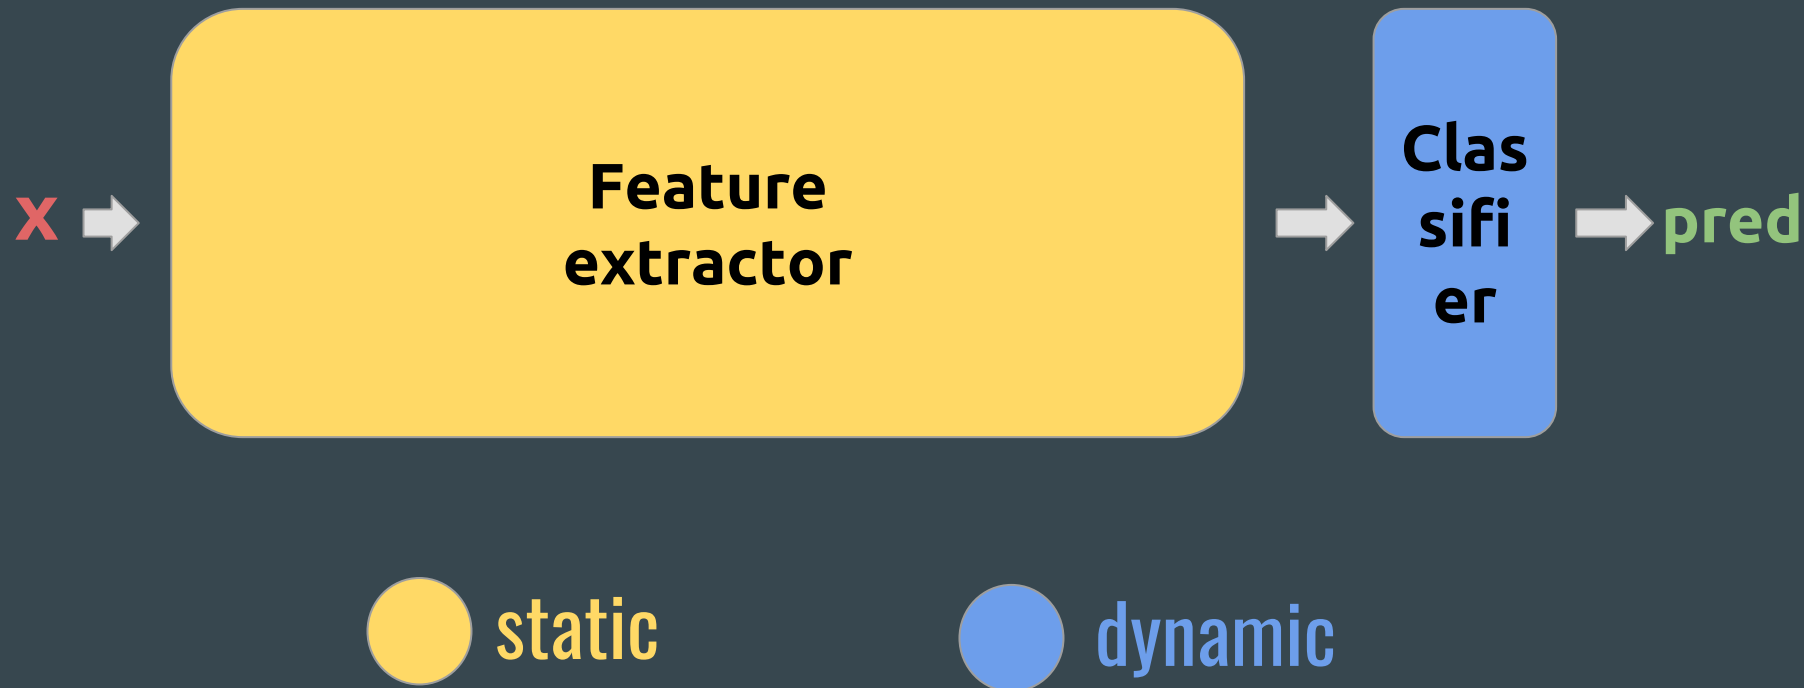 X
Feature
extractor
Clas
sifi
er
pred
static
dynamic